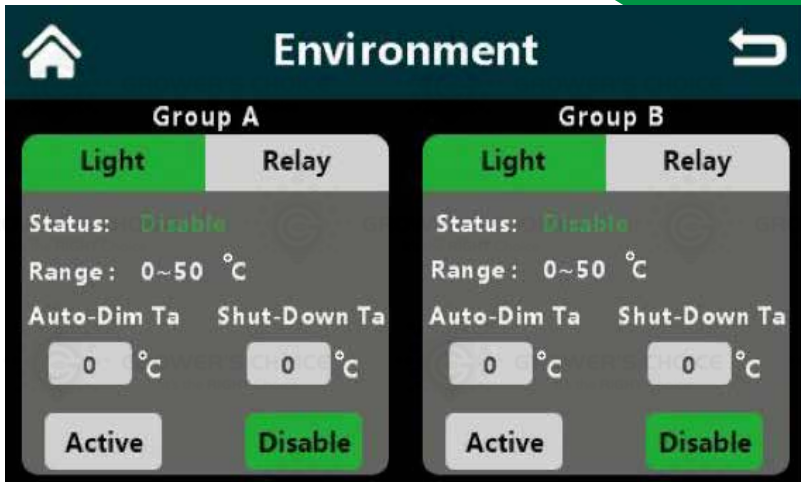 Environment
Group A
Light Relay
Status: Disable
Range: 0~50 °C
Auto-Dim Ta Shut-Down Ta
0 °C 0 °C
Active Disable
Group B
Light Relay
Status: Disable
Range: 0~50 °C
Auto-Dim Ta Shut-Down Ta
0 °C 0 °C
Active Disable